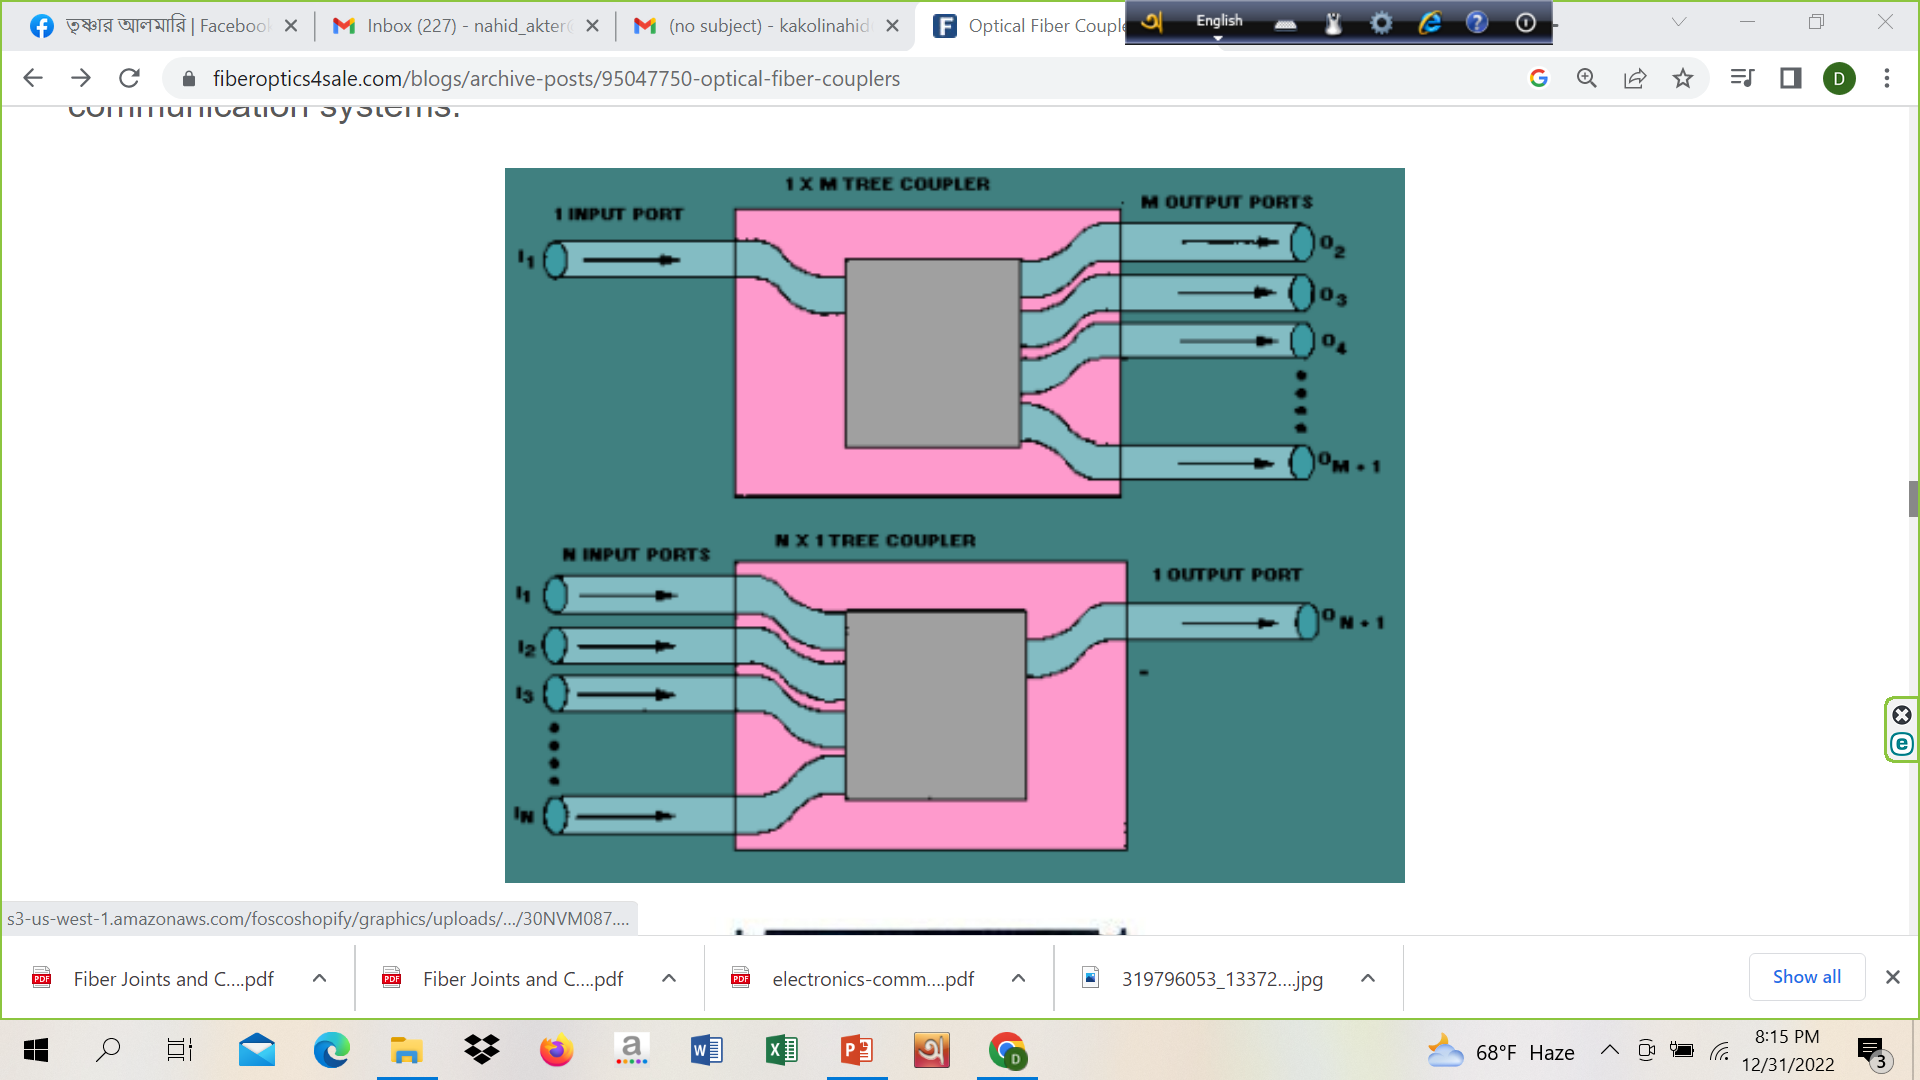 তৃষ্ণার আলমারি | Facebook
Inbox (227) - nahid_akter
(no subject) - kakolinahid
Optical Fiber Couple
English
fiberoptics4sale.com/blogs/archive-posts/95047750-optical-fiber-couplers
D
communication systems.
1 X M TREE COUPLER
1 INPUT PORT
M OUTPUT PORTS
I1
O2
O3
O4
OM + 1
N X 1 TREE COUPLER
N INPUT PORTS
1 OUTPUT PORT
I1
ON + 1
I2
I3
IN
s3-us-west-1.amazonaws.com/foscoshopify/graphics/uploads/.../30NVM087....
Fiber Joints and C....pdf
Fiber Joints and C....pdf
electronics-comm....pdf
319796053_13372....jpg
Show all
68°F Haze
8:15 PM
12/31/2022
3